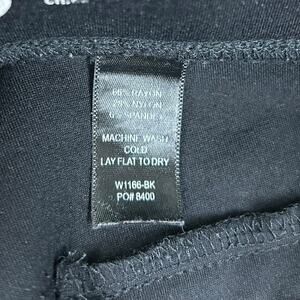 66% RAYON
28% NYLON
6% SPANDEX
MACHINE WASH
COLD
LAY FLAT TO DRY
W1166-BK
PO# 8400